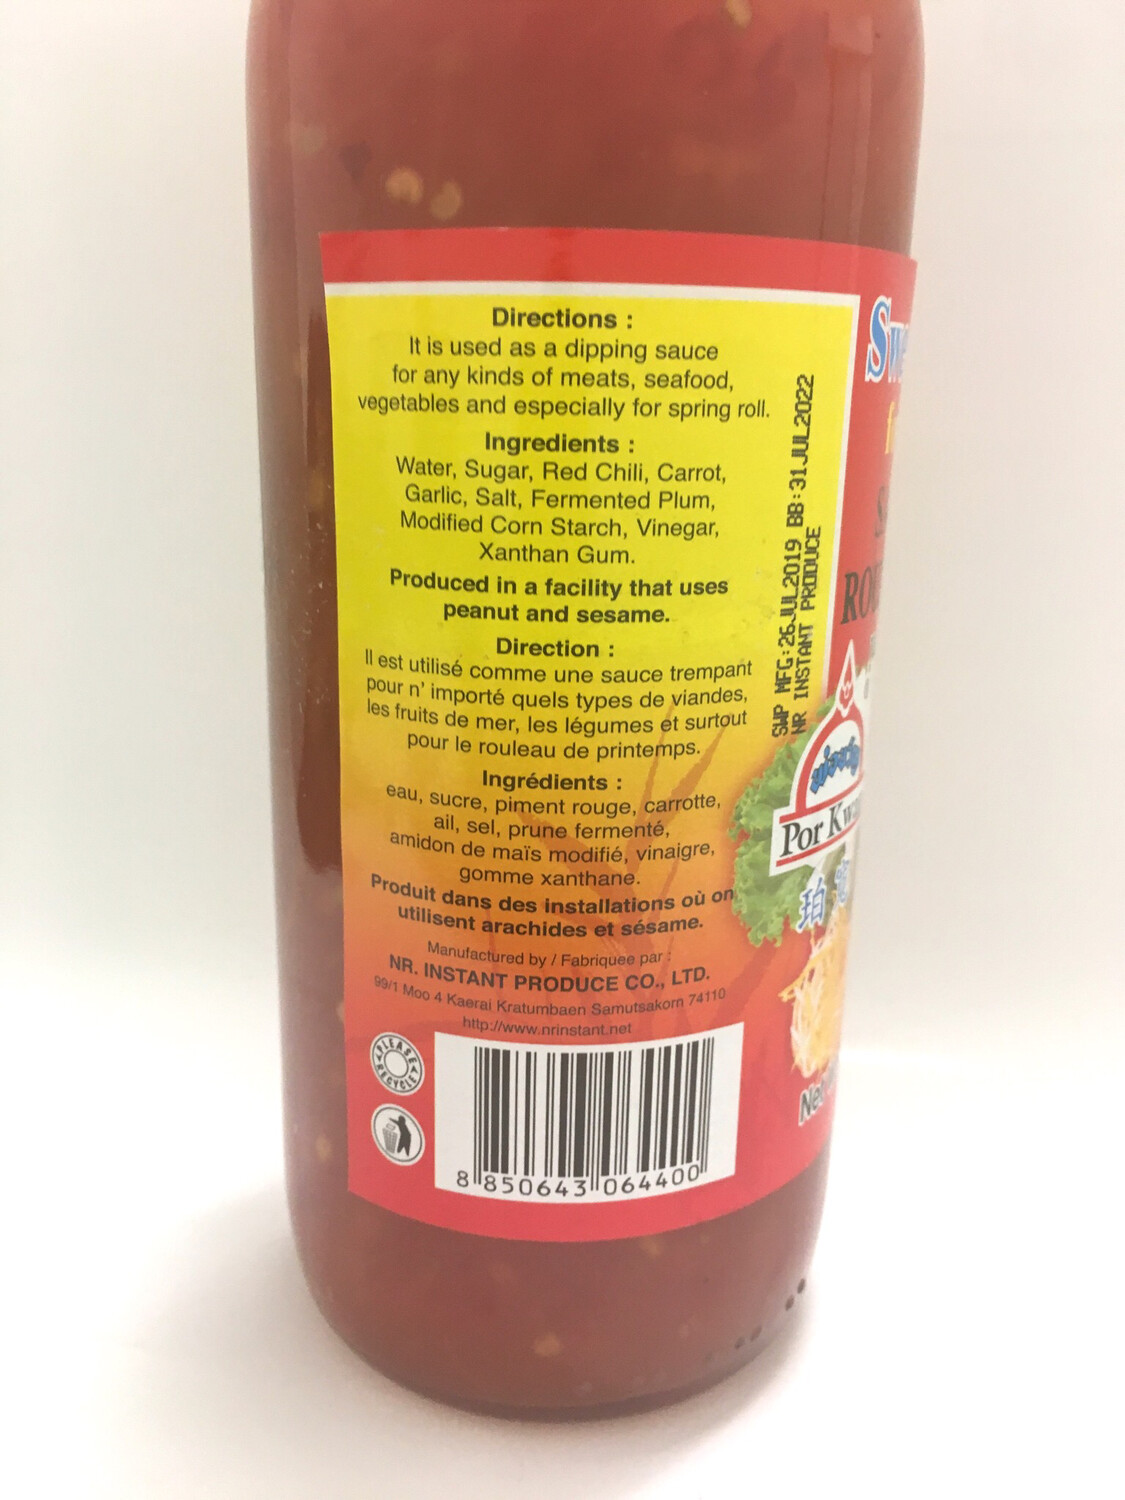 Directions :
It is used as a dipping sauce
for any kinds of meats, seafood,
vegetables and especially for spring roll.
Ingredients :
Water, Sugar, Red Chili, Carrot,
Garlic, Salt, Fermented Plum,
Modified Corn Starch, Vinegar,
Xanthan Gum.
Produced in a facility that uses
peanut and sesame.
Direction :
Il est utilisé comme une sauce trempant
pour n' importé quels types de viandes,
les fruits de mer, les légumes et surtout
pour le rouleau de printemps.
Ingrédients :
eau, sucre, piment rouge, carrotte,
ail, sel, prune fermenté,
amidon de maïs modifié, vinaigre,
gomme xanthane.
Produit dans des installations où on
utilisent arachides et sésame.
Manufactured by / Fabriquee par :
NR. INSTANT PRODUCE CO., LTD.
99/1 Moo 4 Kaerai Kratumbaen Samutsakorn 74110
http://www.nrinstant.net
PLEASE RECYCLE
8 850643 064400
SWP MFG:26JUL2019 BB:31JUL2022
NR INSTANT PRODUCE
Por
珀